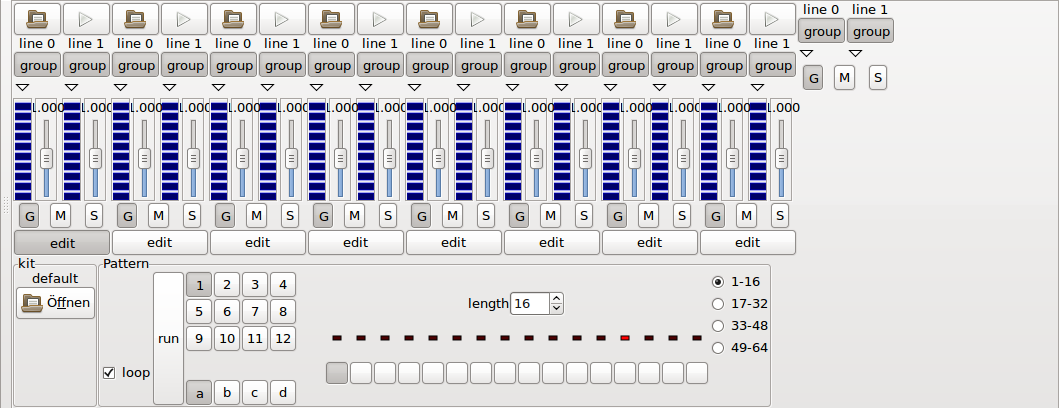 line 0 line 1 line 0 line 1 line 0 line 1 line 0 line 1 line 0 line 1 line 0 line 1 line 0 line 1 line 0 line 1 line 0 line 1
group group group group group group group group group group group group group group group group group group
G M S
1.000 1.000 1.000 1.000 1.000 1.000 1.000 1.000 1.000 1.000 1.000 1.000 1.000 1.000 1.000 1.000
G M S G M S G M S G M S G M S G M S G M S G M S
edit edit edit edit edit edit edit edit
kit Pattern
default
Öffnen
run
loop
1 2 3 4
5 6 7 8
9 10 11 12
a b c d
length 16
1-16
17-32
33-48
49-64